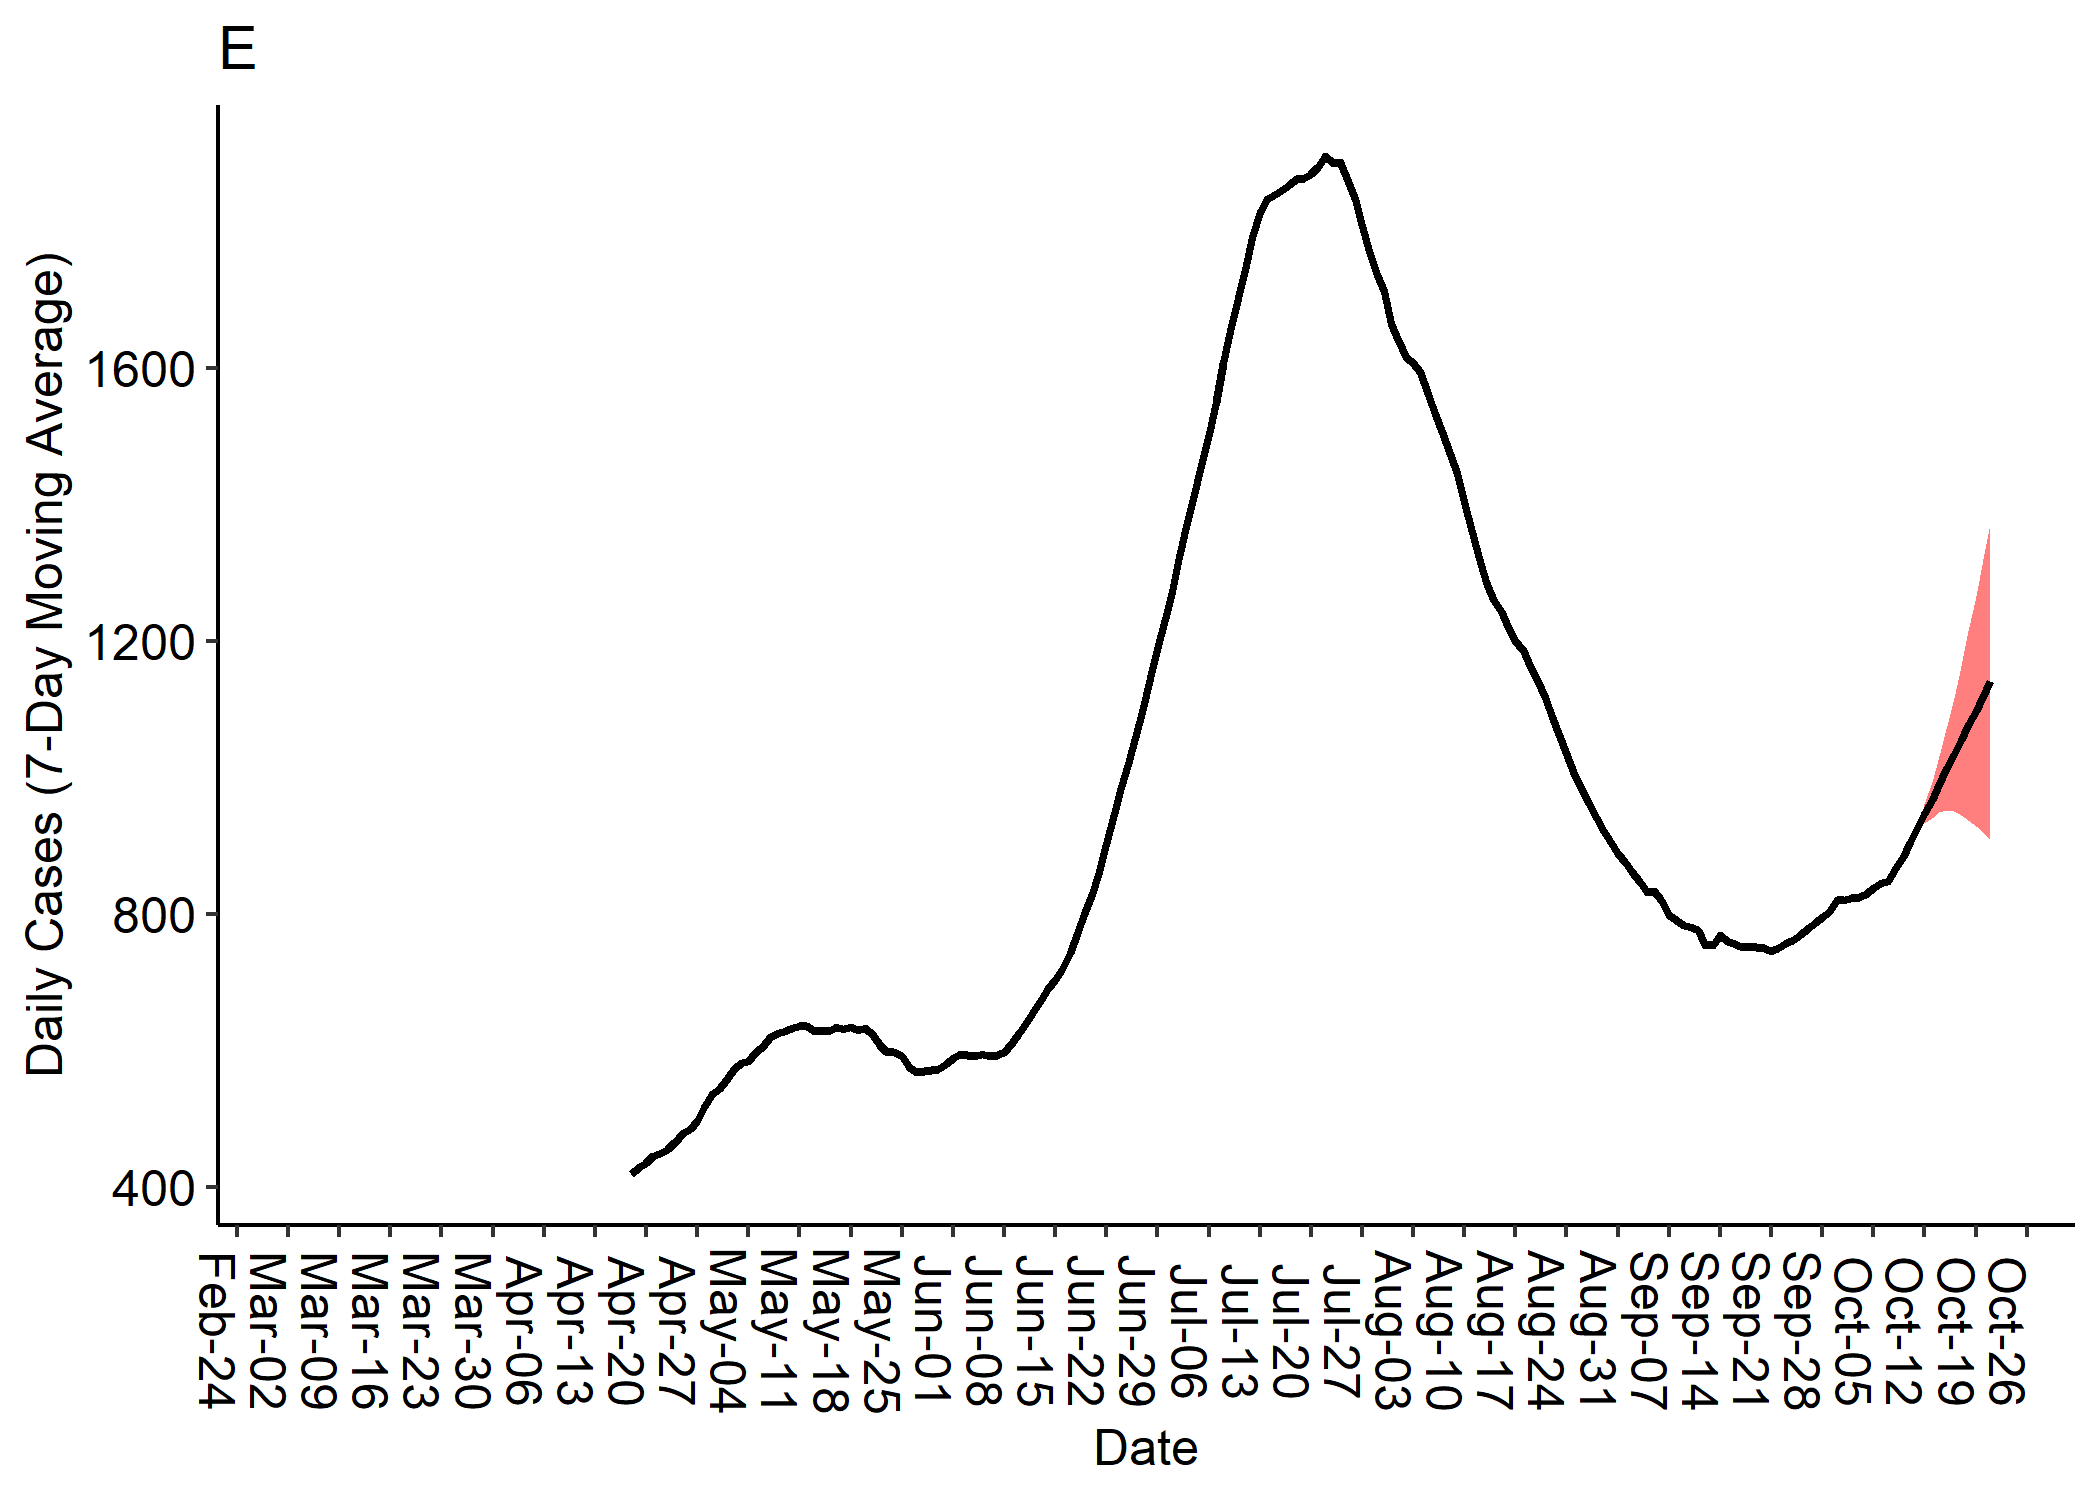 E
Daily Cases (7-Day Moving Average)
1600
1200
800
400
Feb-24
Mar-02
Mar-09
Mar-16
Mar-23
Mar-30
Apr-06
Apr-13
Apr-20
Apr-27
May-04
May-11
May-18
May-25
Jun-01
Jun-08
Jun-15
Jun-22
Jun-29
Jul-06
Jul-13
Jul-20
Jul-27
Aug-03
Aug-10
Aug-17
Aug-24
Aug-31
Sep-07
Sep-14
Sep-21
Sep-28
Oct-05
Oct-12
Oct-19
Oct-26
Date